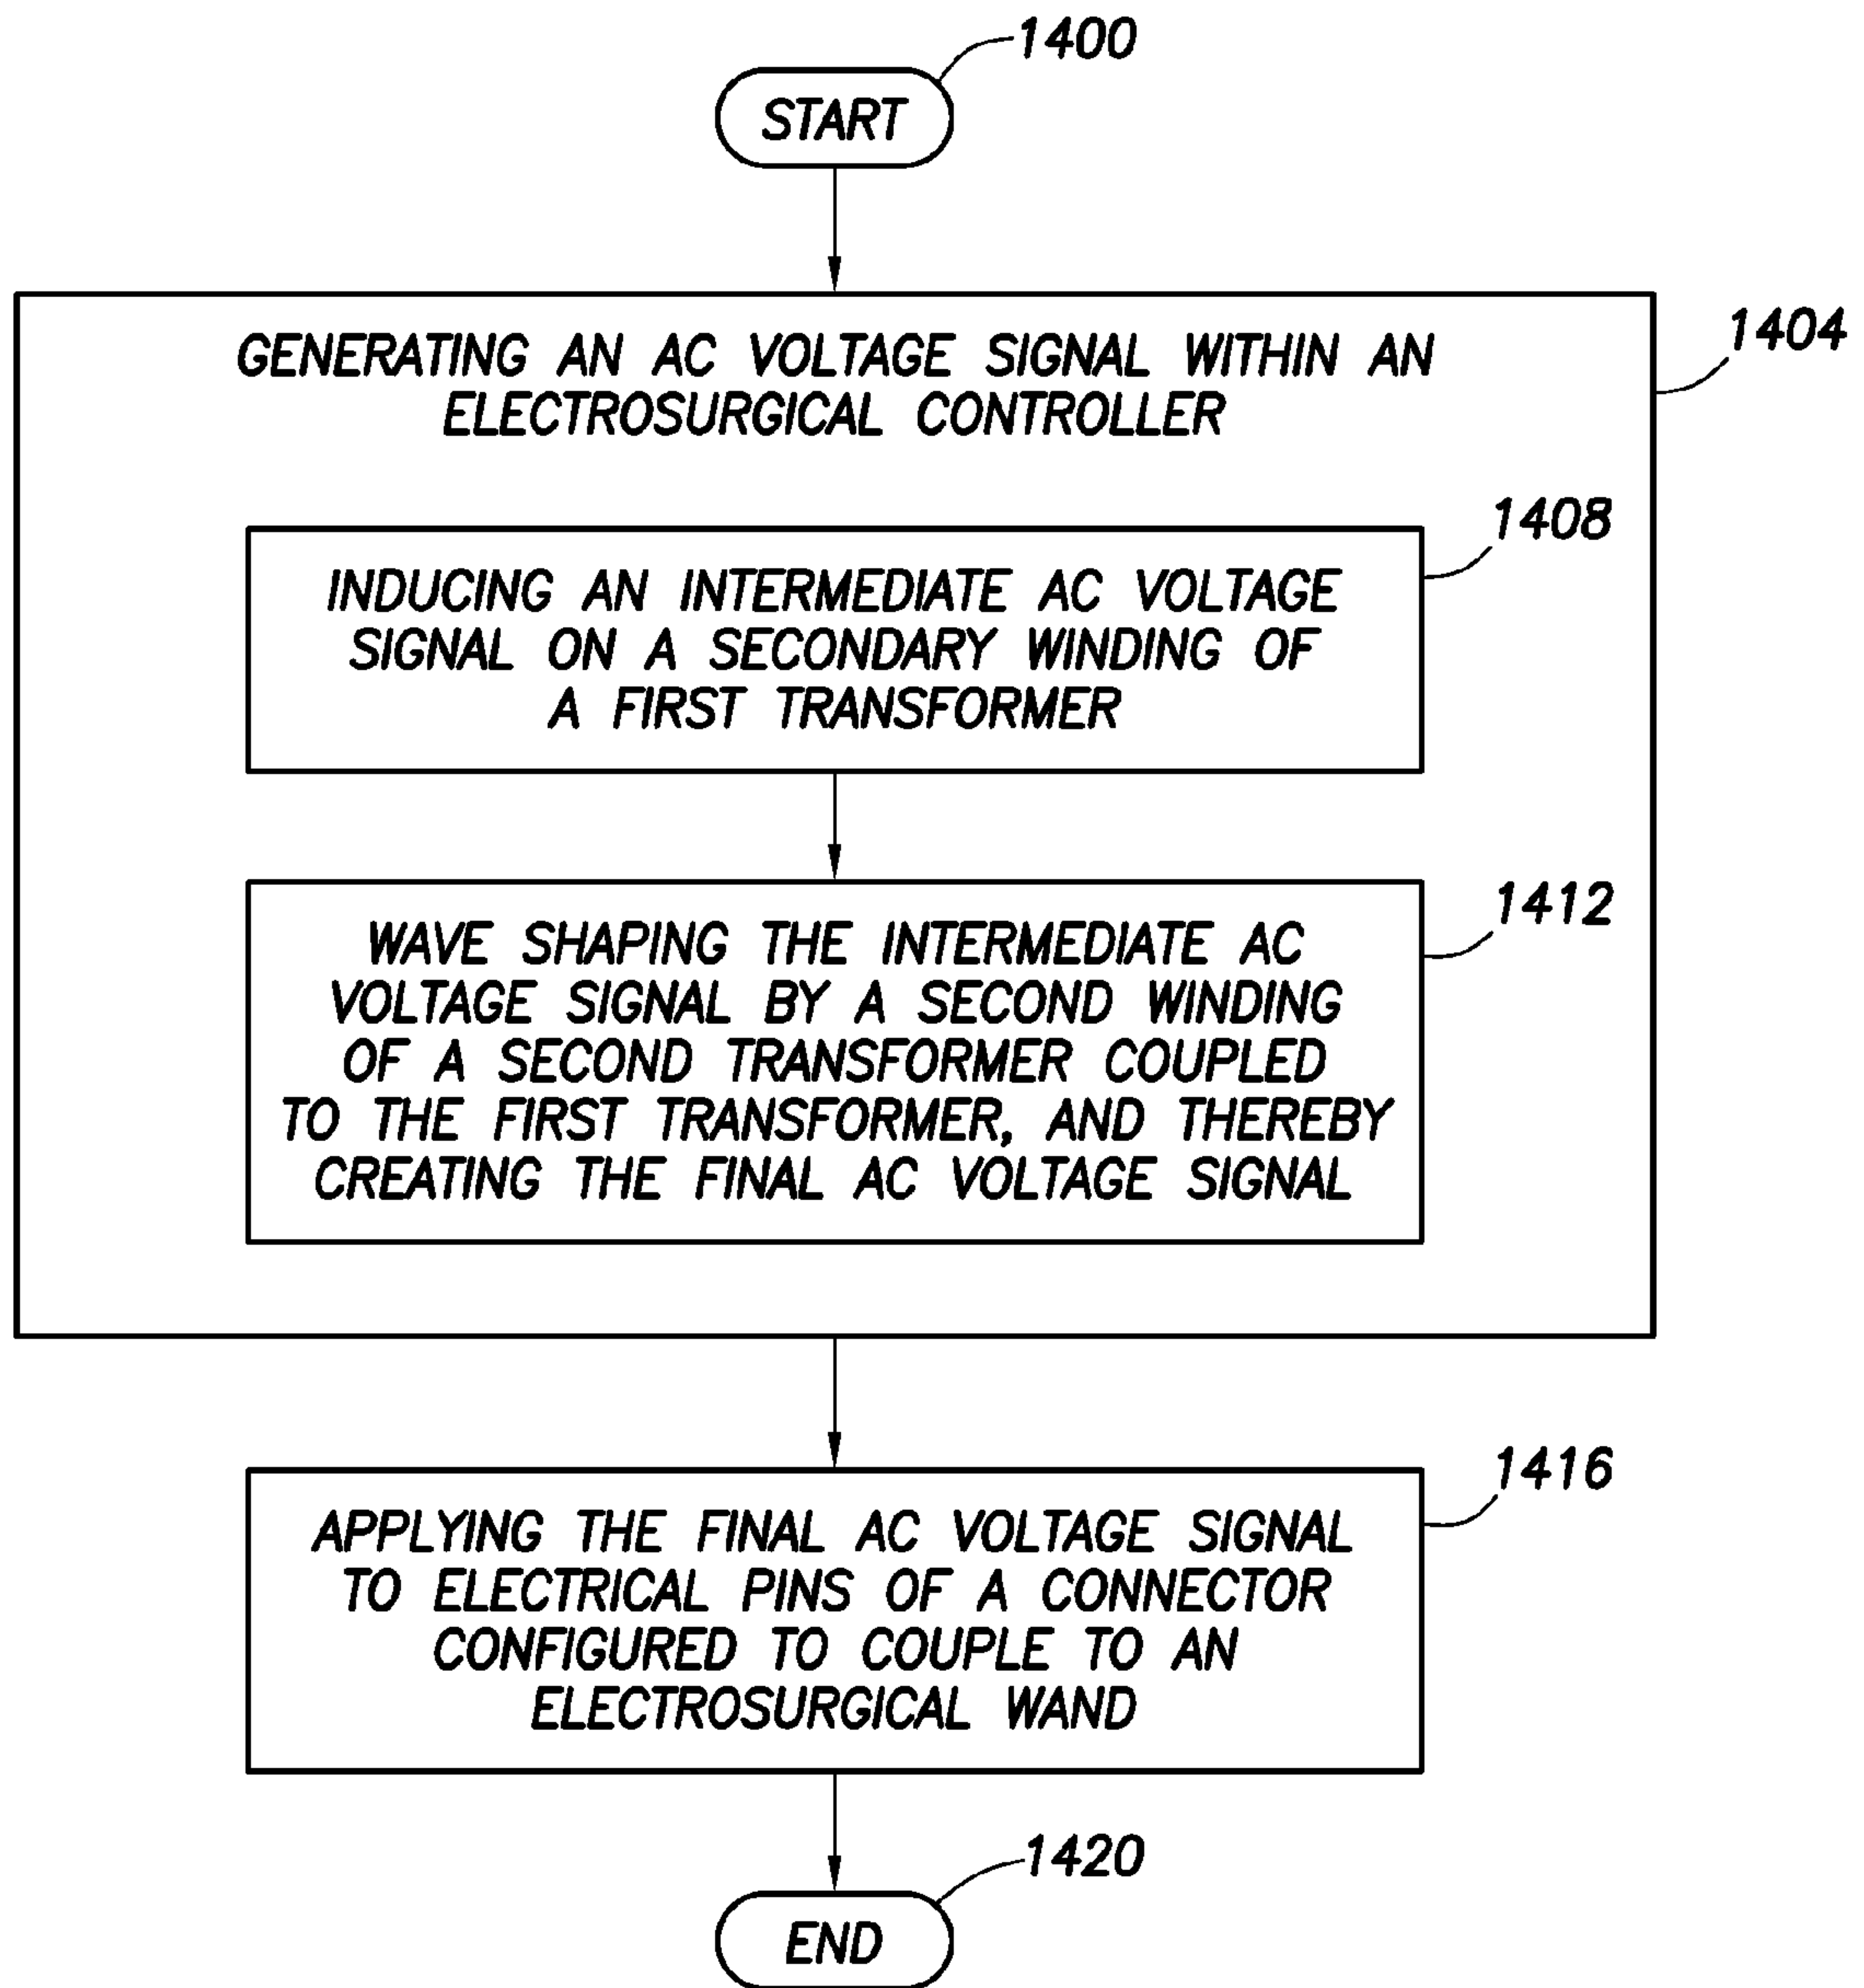 1400
START
1404
GENERATING AN AC VOLTAGE SIGNAL WITHIN AN
ELECTROSURGICAL CONTROLLER
1408
INDUCING AN INTERMEDIATE AC VOLTAGE
SIGNAL ON A SECONDARY WINDING OF
A FIRST TRANSFORMER
1412
WAVE SHAPING THE INTERMEDIATE AC
VOLTAGE SIGNAL BY A SECOND WINDING
OF A SECOND TRANSFORMER COUPLED
TO THE FIRST TRANSFORMER, AND THEREBY
CREATING THE FINAL AC VOLTAGE SIGNAL
1416
APPLYING THE FINAL AC VOLTAGE SIGNAL
TO ELECTRICAL PINS OF A CONNECTOR
CONFIGURED TO COUPLE TO AN
ELECTROSURGICAL WAND
1420
END